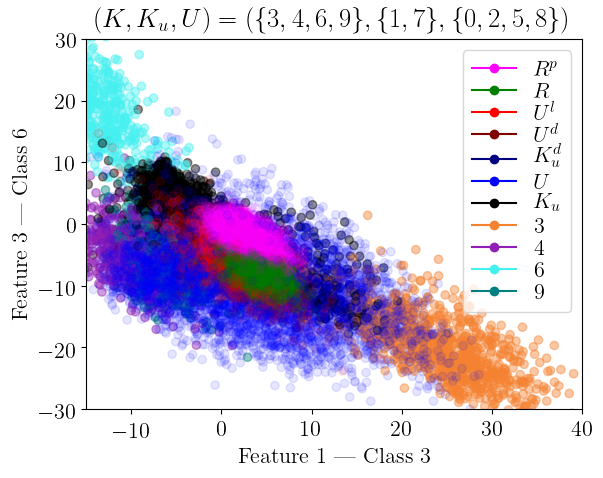 (K, K_u, U) = ({3, 4, 6, 9}, {1, 7}, {0, 2, 5, 8})
30
20
10
0
−10
−20
−30
Feature 3 — Class 6
R^p
R
U^l
U^d
K_u^d
U
K_u
3
4
6
9
−10
0
10
20
30
40
Feature 1 — Class 3